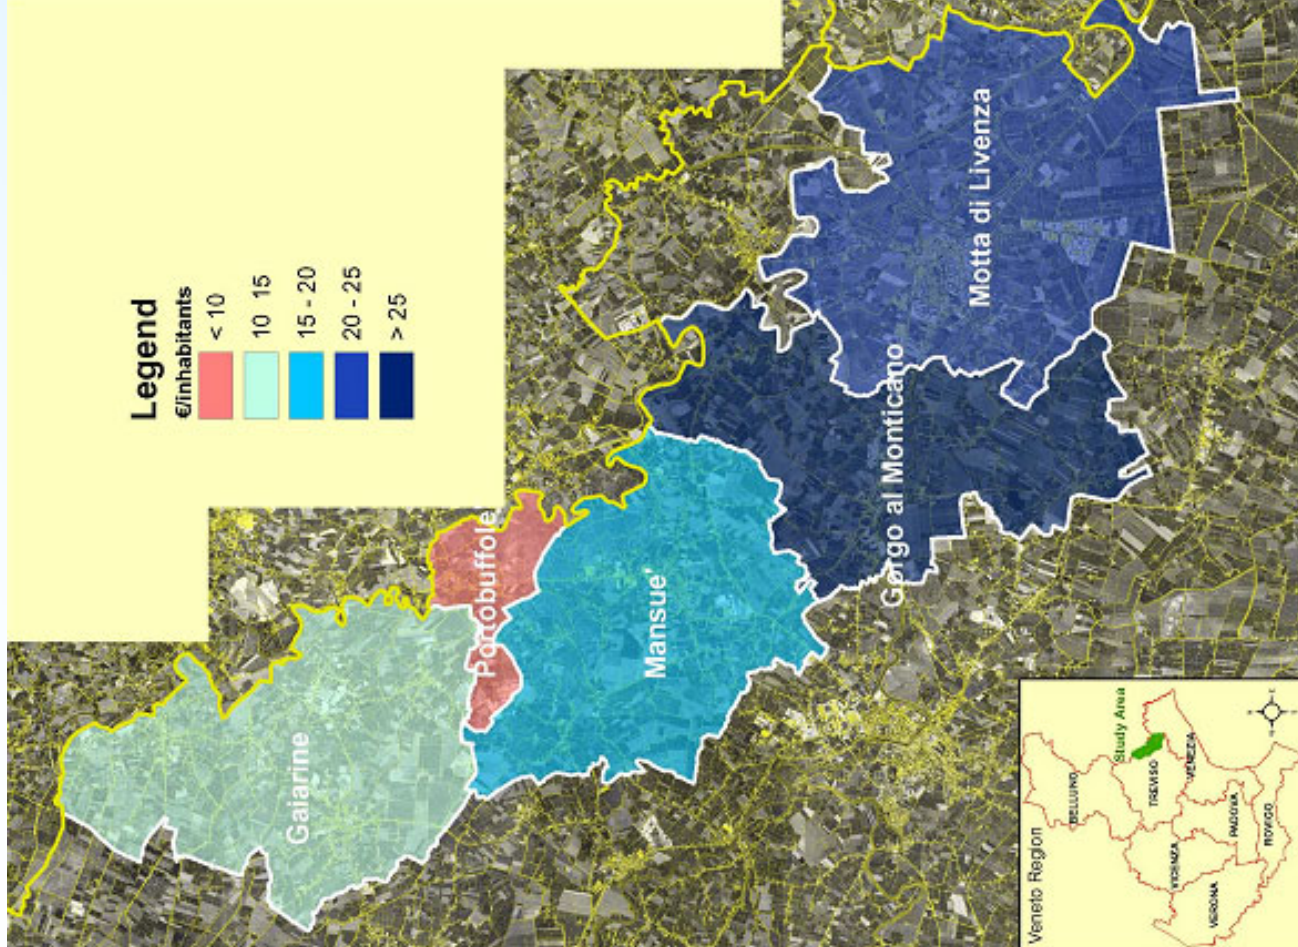 Legend
€/inhabitants
< 10
10 15
15 - 20
20 - 25
> 25
Gaiarine
Portobuffole
Mansue'
Gorgo al Monticano
Motta di Livenza
Veneto Region
Study Area
BELLUNO
TREVISO
VENEZIA
VICENZA
PADOVA
VERONA
ROVIGO